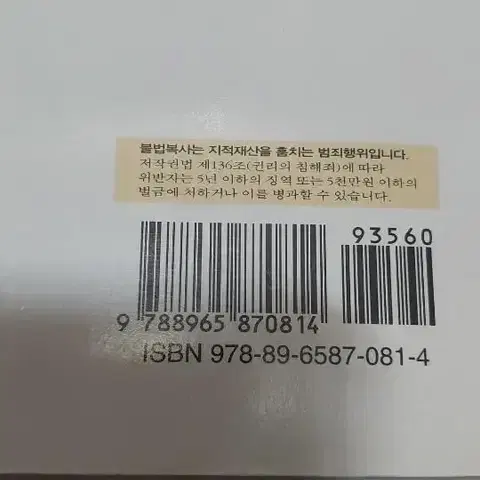 불법복사는 지적재산을 훔치는 범죄행위입니다.
저작권법 제136조(권리의 침해죄)에 따라
위반자는 5년 이하의 징역 또는 5천만원 이하의
벌금에 처하거나 이를 병과할 수 있습니다.
93560
9 788965 870814
ISBN 978-89-6587-081-4